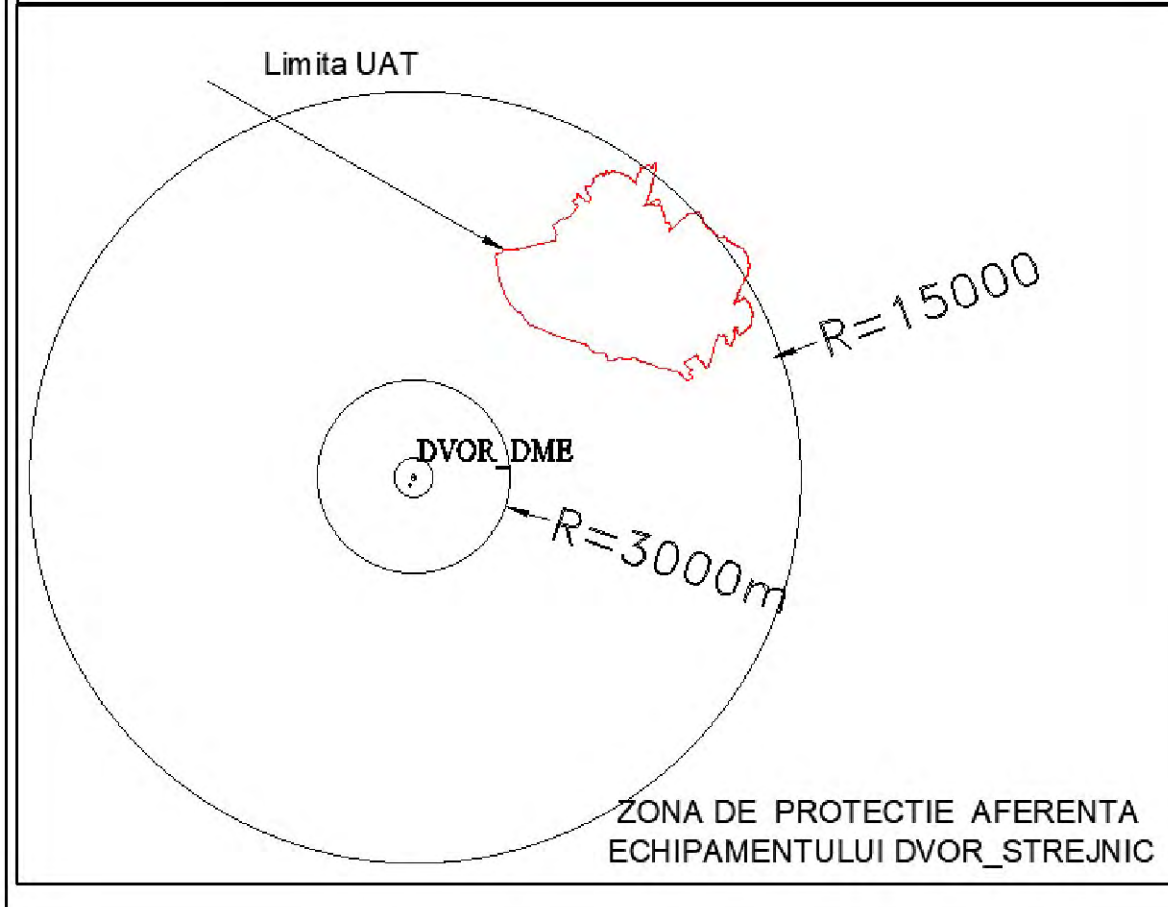 Limita UAT
R=15000
DVOR_DME
R=3000m
ZONA DE PROTECTIE AFERENTA
ECHIPAMENTULUI DVOR_STREJNIC